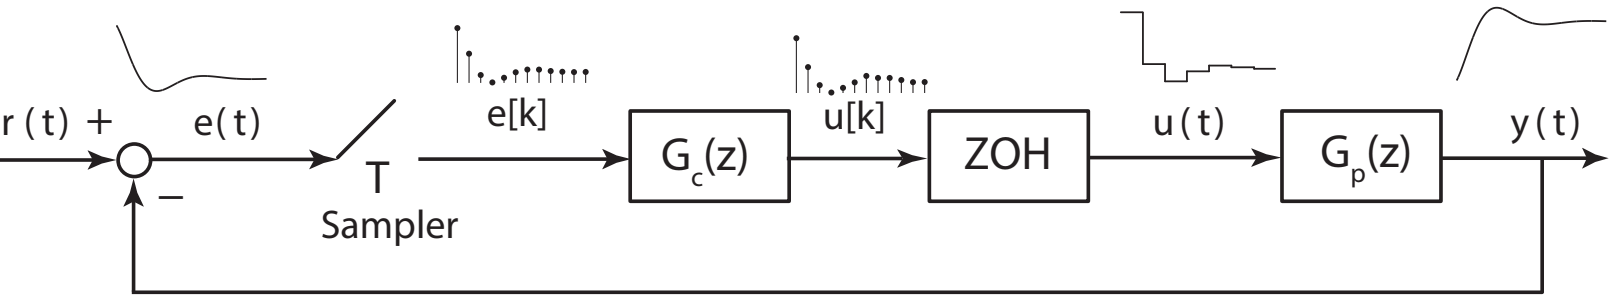 r(t) +
e(t)
T
Sampler
e[k]
G_c(z)
u[k]
ZOH
u(t)
G_p(z)
y(t)
−